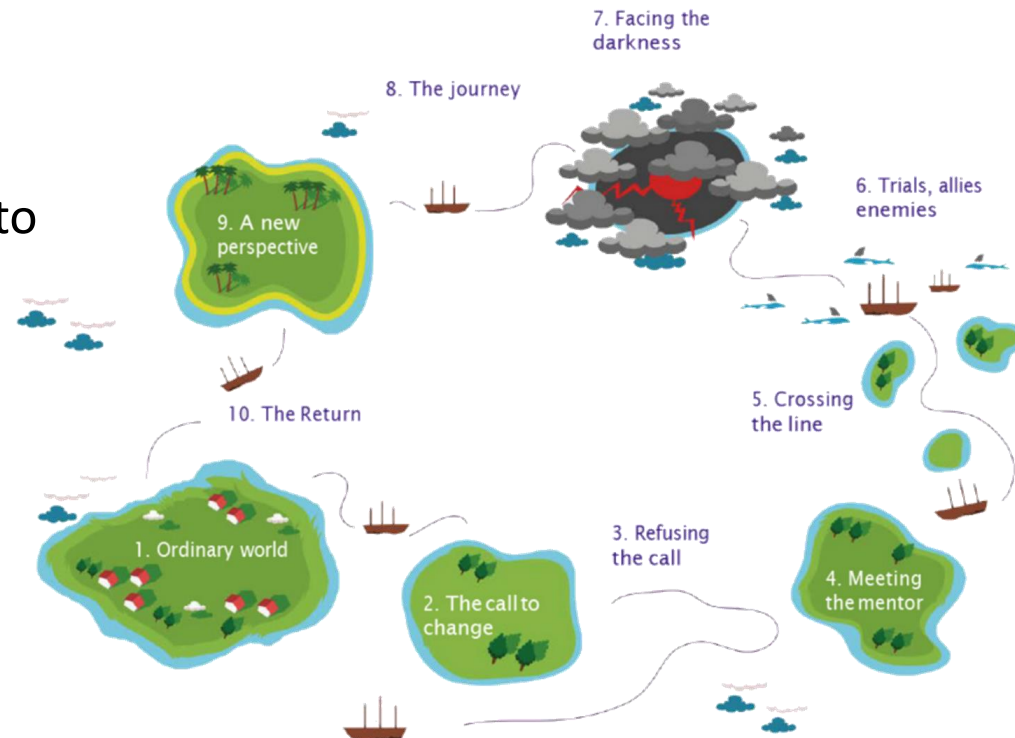 7. Facing the
darkness
8. The journey
6. Trials, allies
enemies
to
9. A new
perspective
5. Crossing
the line
10. The Return
3. Refusing
the call
1. Ordinary world
4. Meeting
the mentor
2. The call to
change